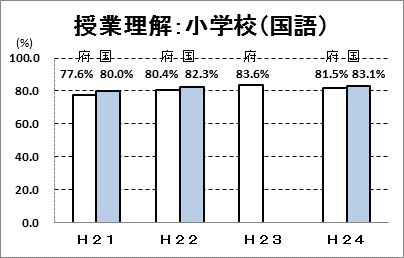 授業理解：小学校（国語）
(%)
100.0
80.0
60.0
40.0
20.0
0.0
府 国 府 国 府 府 国
77.6% 80.0% 80.4% 82.3% 83.6% 81.5% 83.1%
Ｈ２１ Ｈ２２ Ｈ２３ Ｈ２４